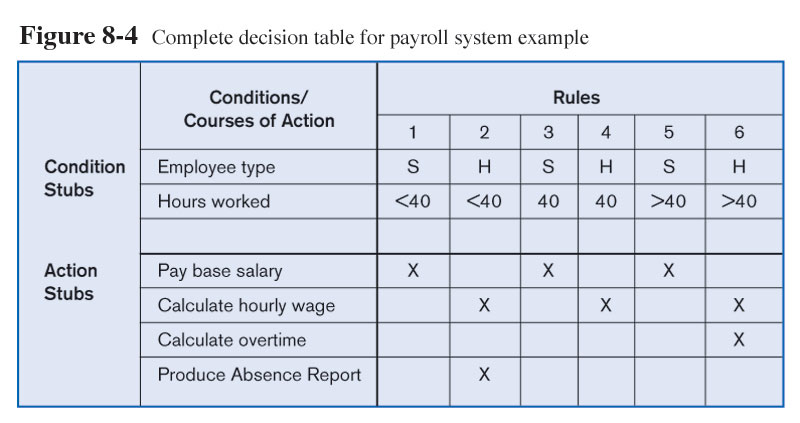 Figure 8-4 Complete decision table for payroll system example
Conditions/
Courses of Action
Rules
1 2 3 4 5 6
Condition
Stubs
Employee type S H S H S H
Hours worked <40 <40 40 40 >40 >40
Action
Stubs
Pay base salary X X X
Calculate hourly wage X X X
Calculate overtime X
Produce Absence Report X